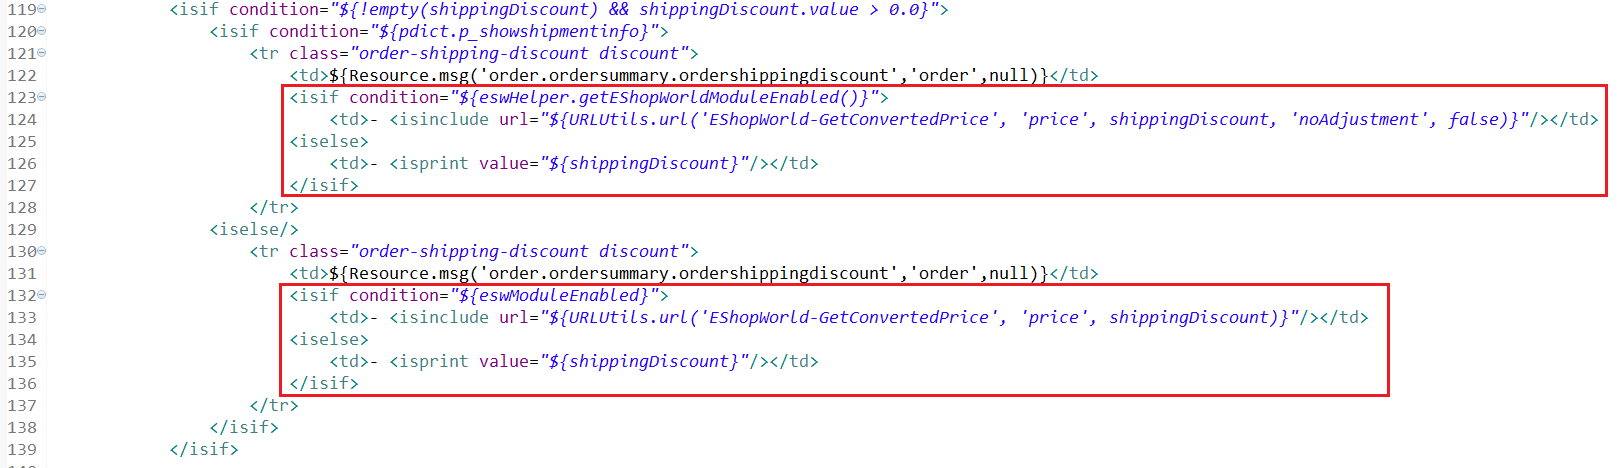 119 <isif condition="${!empty(shippingDiscount) && shippingDiscount.value > 0.0}">
120 <isif condition="${pdict.p_showshipmentinfo}">
121 <tr class="order-shipping-discount discount">
122 <td>${Resource.msg('order.ordersummary.ordershippingdiscount','order',null)}</td>
123 <isif condition="${eswHelper.getEShopWorldModuleEnabled()}">
124 <td>- <isinclude url="${URLUtils.url('EShopWorld-GetConvertedPrice', 'price', shippingDiscount, 'noAdjustment', false)}"/></td>
125 <iselse>
126 <td>- <isprint value="${shippingDiscount}"/></td>
127 </isif>
128 </tr>
129 <iselse/>
130 <tr class="order-shipping-discount discount">
131 <td>${Resource.msg('order.ordersummary.ordershippingdiscount','order',null)}</td>
132 <isif condition="${eswModuleEnabled}">
133 <td>- <isinclude url="${URLUtils.url('EShopWorld-GetConvertedPrice', 'price', shippingDiscount)}"/></td>
134 <iselse>
135 <td>- <isprint value="${shippingDiscount}"/></td>
136 </isif>
137 </tr>
138 </isif>
139 </isif>